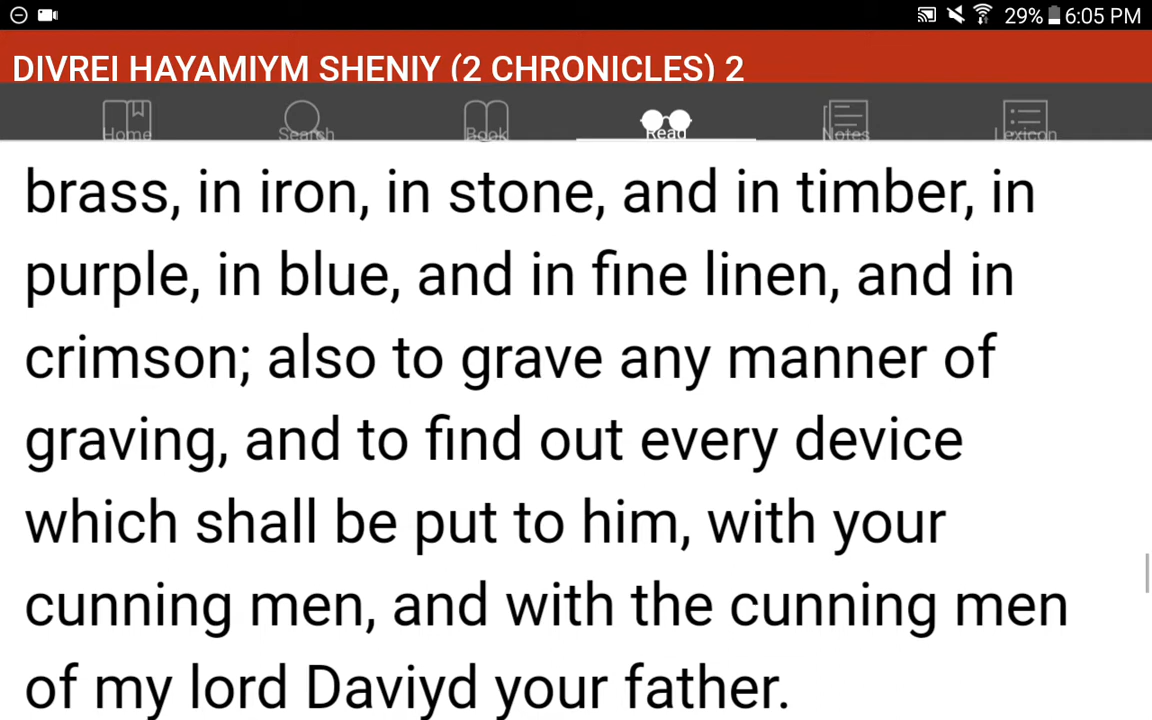 29% 6:05 PM
DIVREI HAYAMIYM SHENIY (2 CHRONICLES) 2
Home Search Book Read Notes Lexicon
brass, in iron, in stone, and in timber, in
purple, in blue, and in fine linen, and in
crimson; also to grave any manner of
graving, and to find out every device
which shall be put to him, with your
cunning men, and with the cunning men
of my lord Daviyd your father.